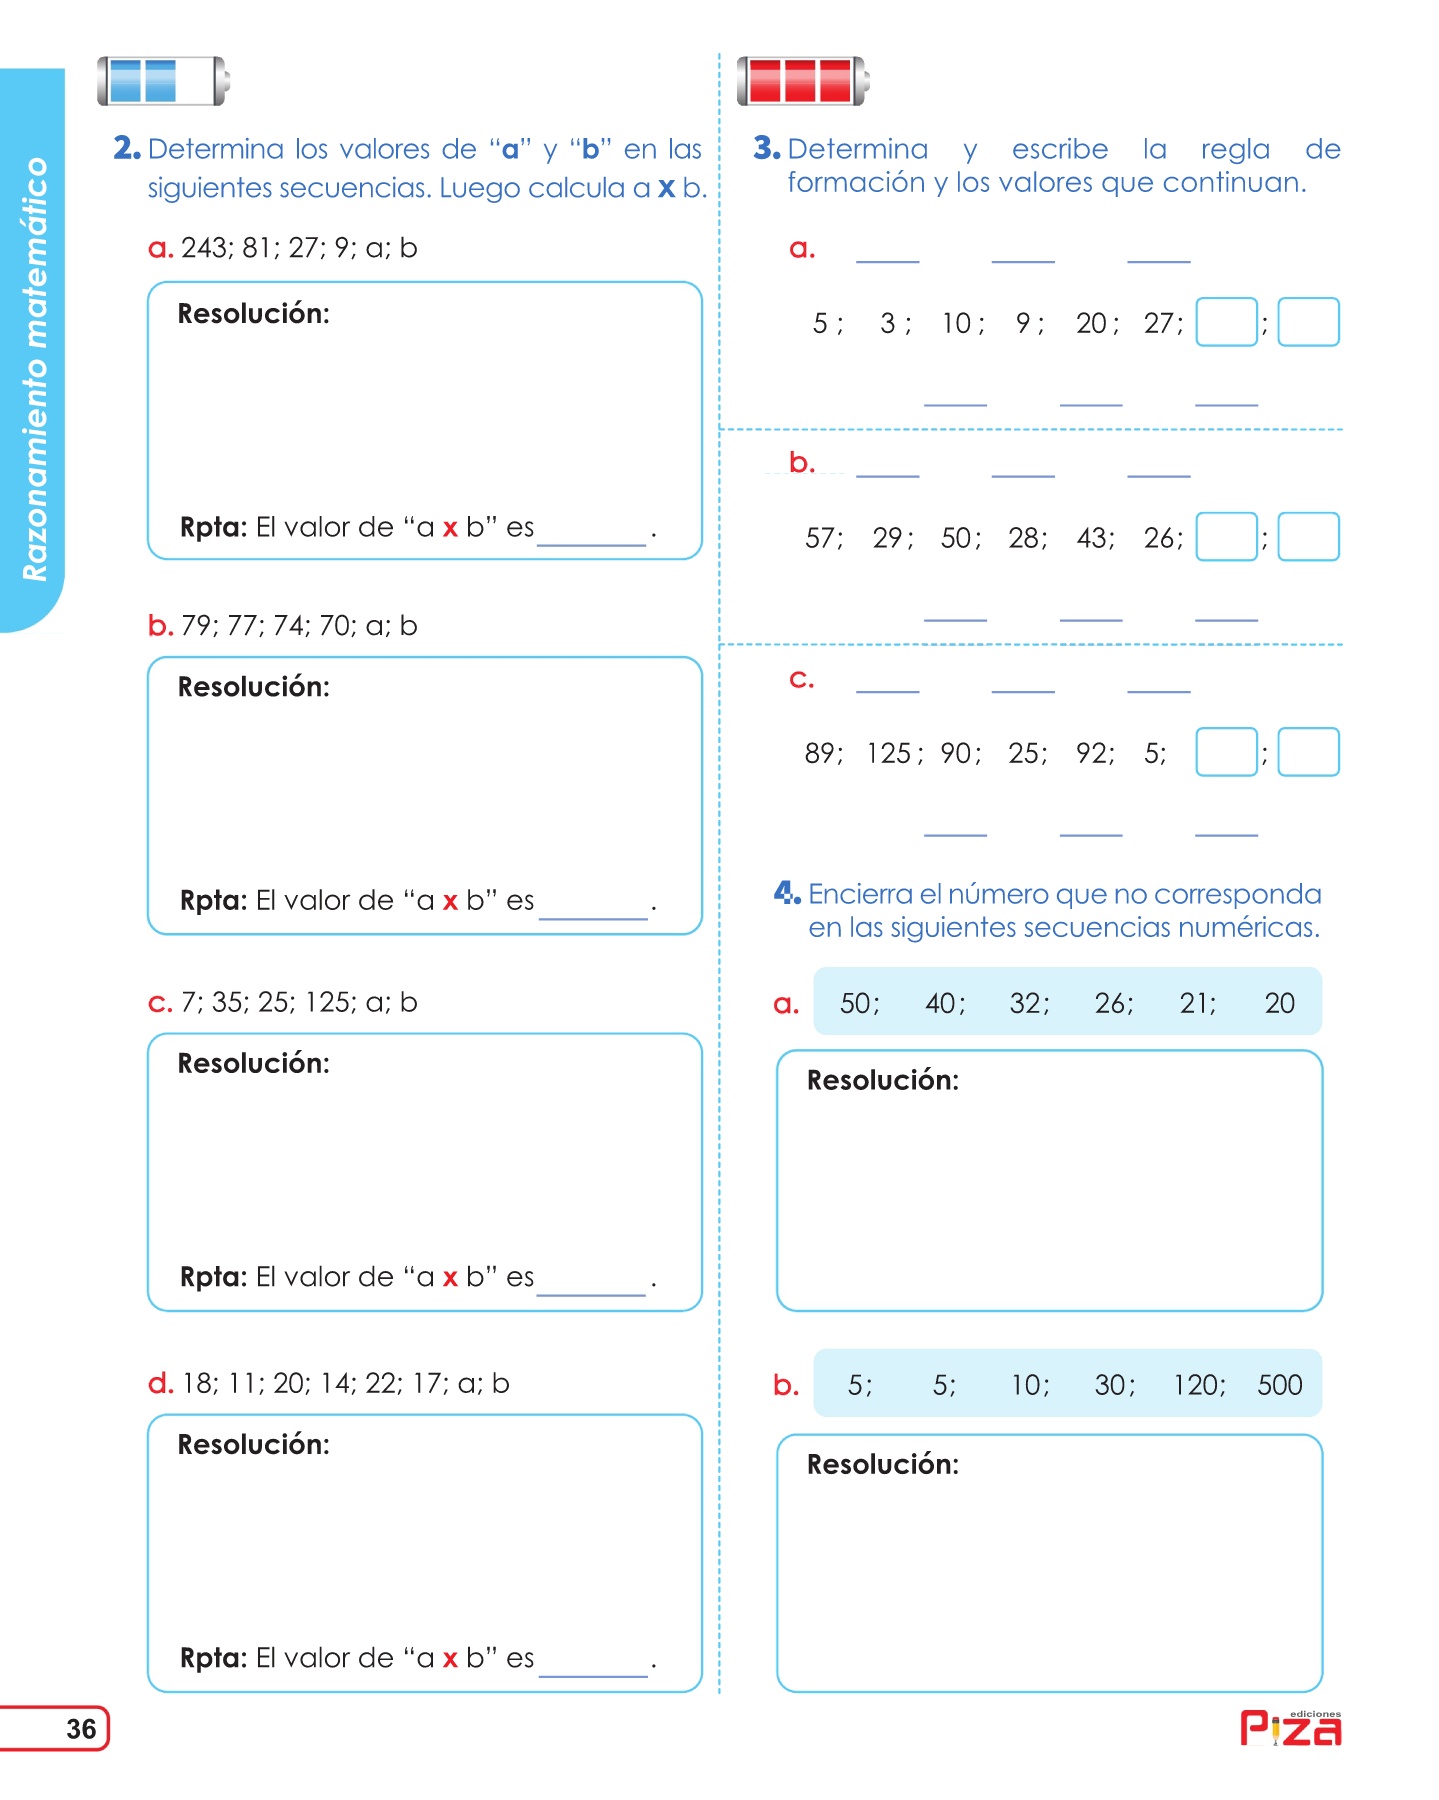 Razonamiento matemático
2. Determina los valores de “a” y “b” en las
siguientes secuencias. Luego calcula a x b.
a. 243; 81; 27; 9; a; b
Resolución:
Rpta: El valor de “a x b” es ________.
b. 79; 77; 74; 70; a; b
Resolución:
Rpta: El valor de “a x b” es ________.
c. 7; 35; 25; 125; a; b
Resolución:
Rpta: El valor de “a x b” es ________.
d. 18; 11; 20; 14; 22; 17; a; b
Resolución:
Rpta: El valor de “a x b” es ________.
36
3. Determina y escribe la regla de
formación y los valores que continuan.
a.
5 ; 3 ; 10 ; 9 ; 20 ; 27; ;
b.
57; 29 ; 50 ; 28; 43; 26; ;
c.
89; 125 ; 90 ; 25; 92; 5; ;
4. Encierra el número que no corresponda
en las siguientes secuencias numéricas.
a. 50; 40; 32; 26; 21; 20
Resolución:
b. 5; 5; 10; 30; 120; 500
Resolución:
ediciones
Piza